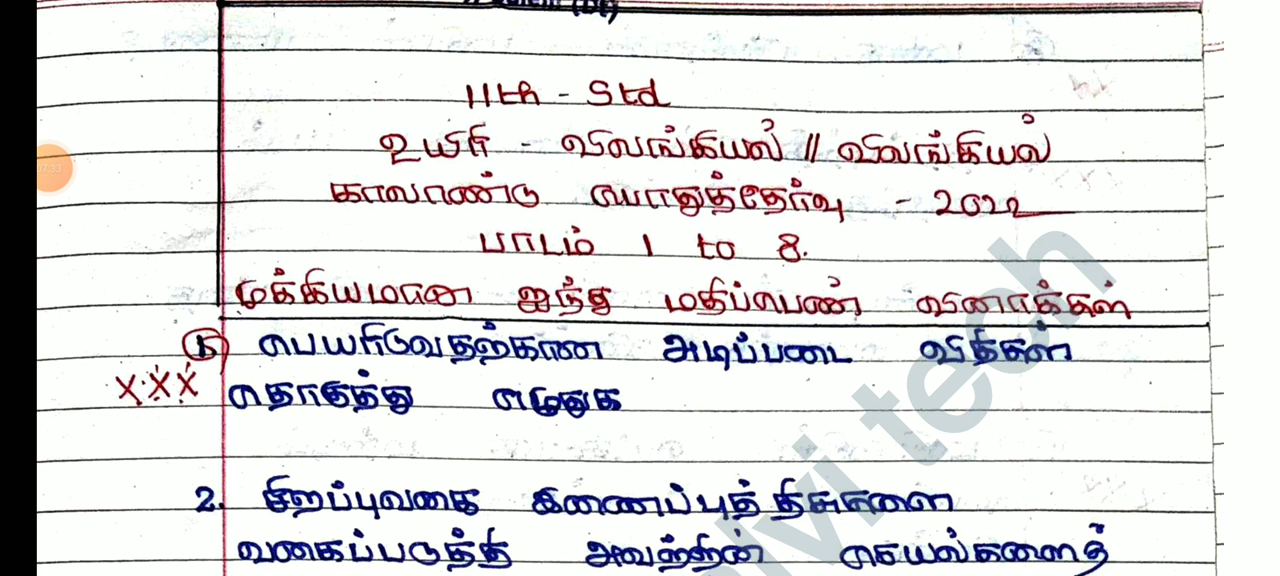 11th - Std
உயிரி - விலங்கியல் // விலங்கியல்
காலாண்டு பொதுத்தேர்வு - 2022
பாடம் 1 to 8.
முக்கியமான ஐந்து மதிப்பெண் வினாக்கள்
1) பெயரிடுவதற்கான அடிப்படை விதிகள்
XXX தொகுத்து எழுதுக
2. சிறப்புவகை இணைப்புத் திசுகளை
வகைப்படுத்தி அவற்றின் செயல்களைத்
tech